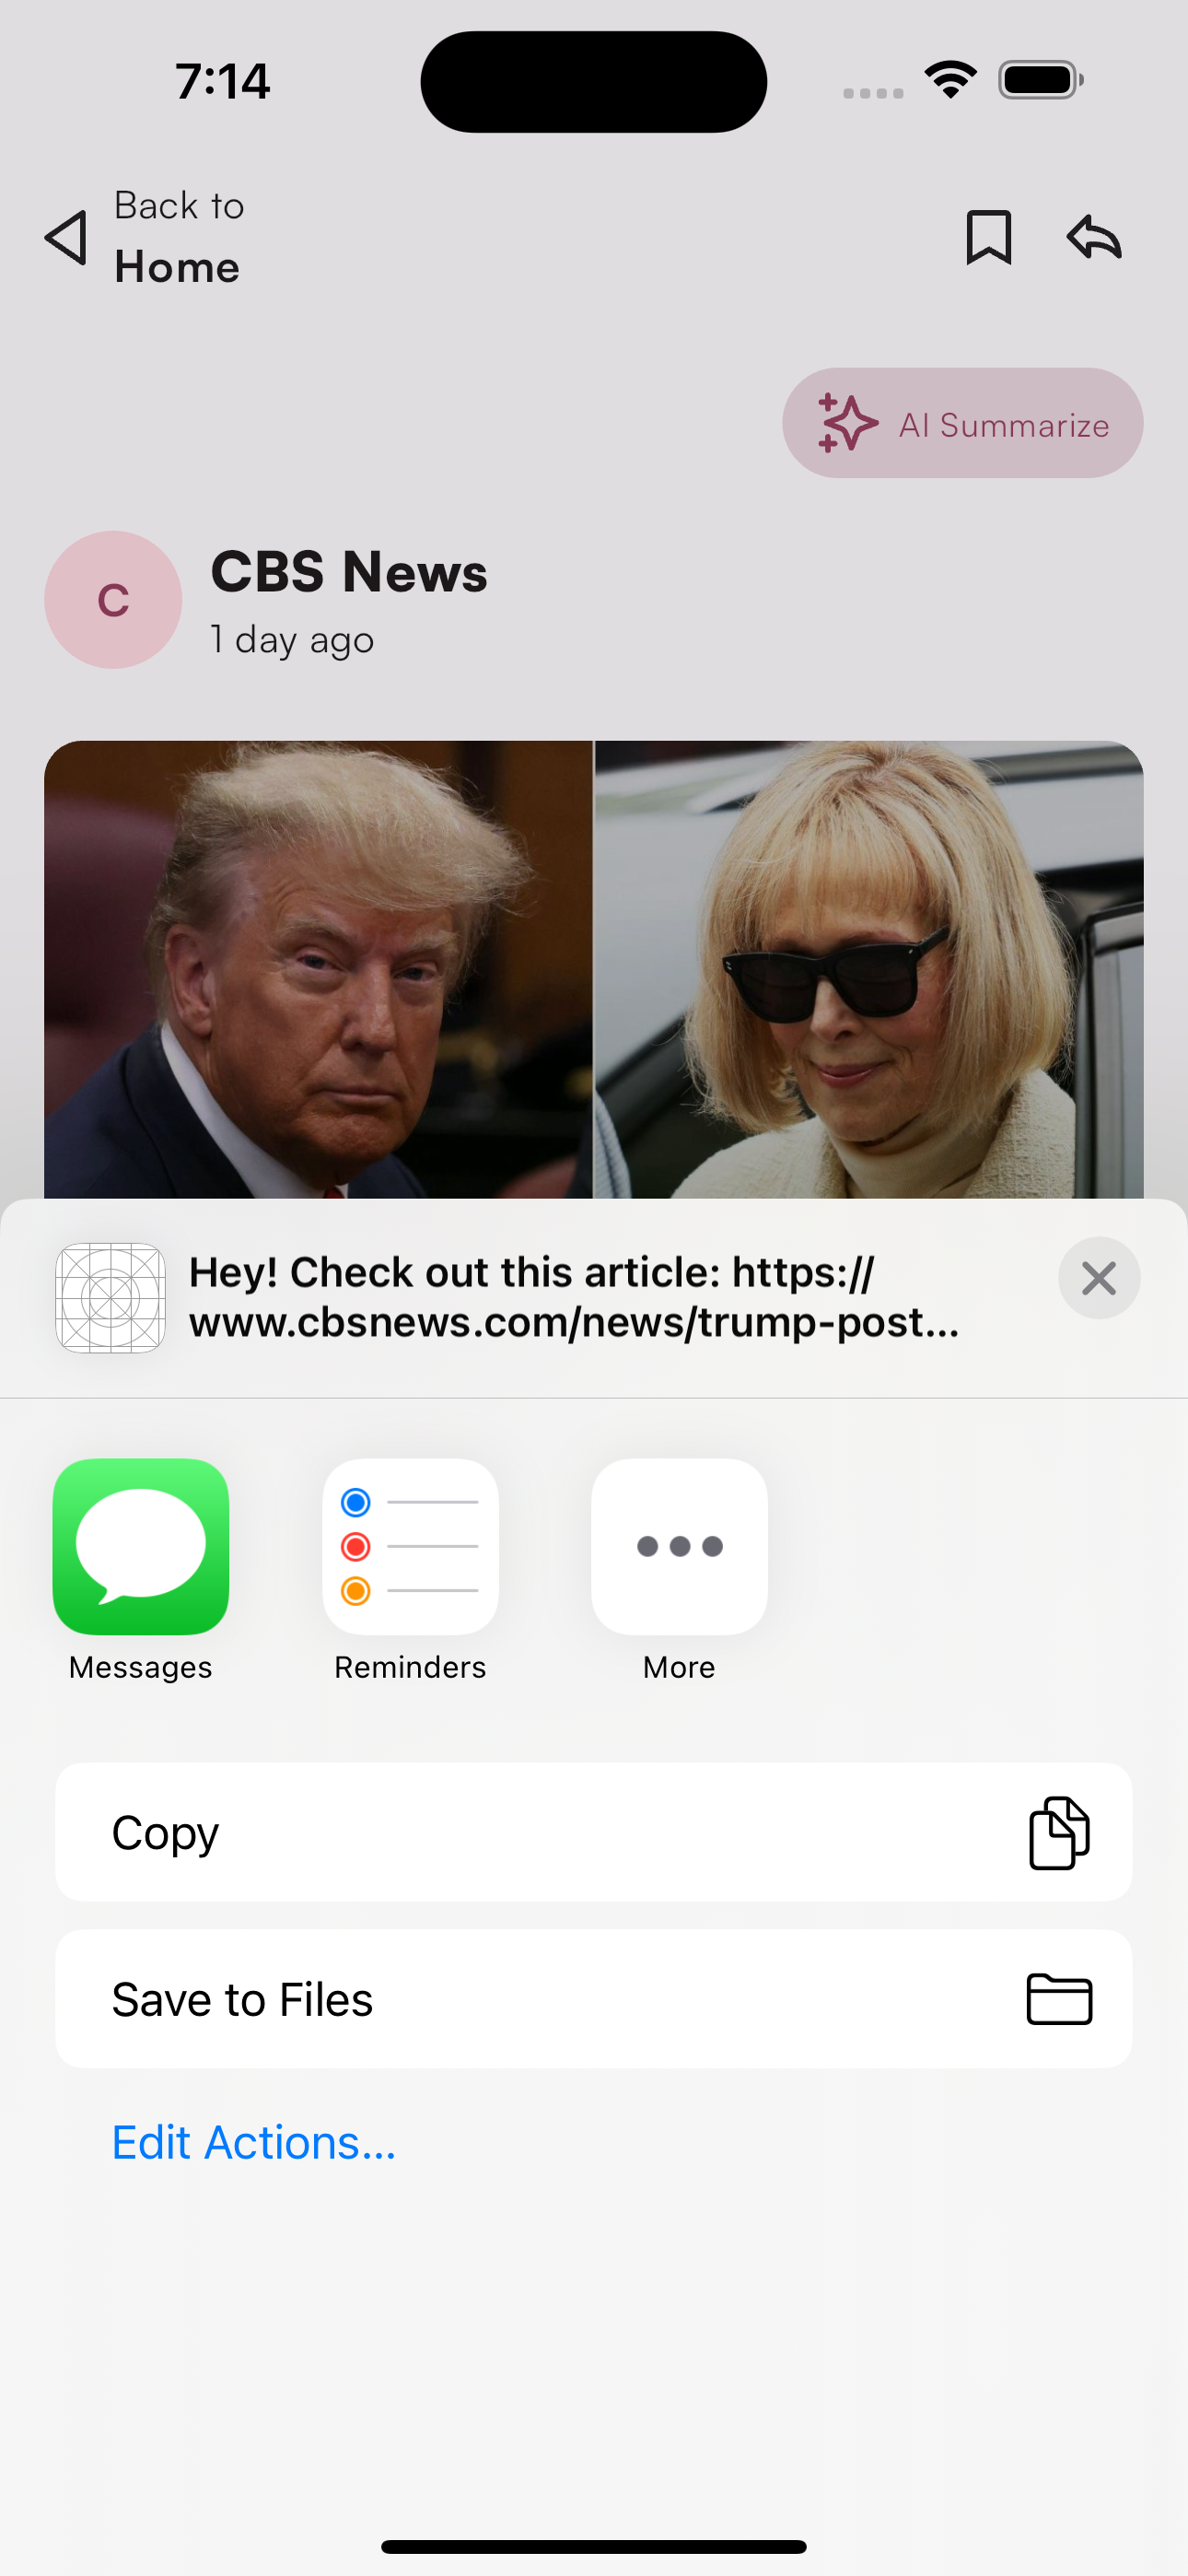 7:14
Back to
Home
AI Summarize
C
CBS News
1 day ago
Hey! Check out this article: https://
www.cbsnews.com/news/trump-post...
Messages
Reminders
More
Copy
Save to Files
Edit Actions...